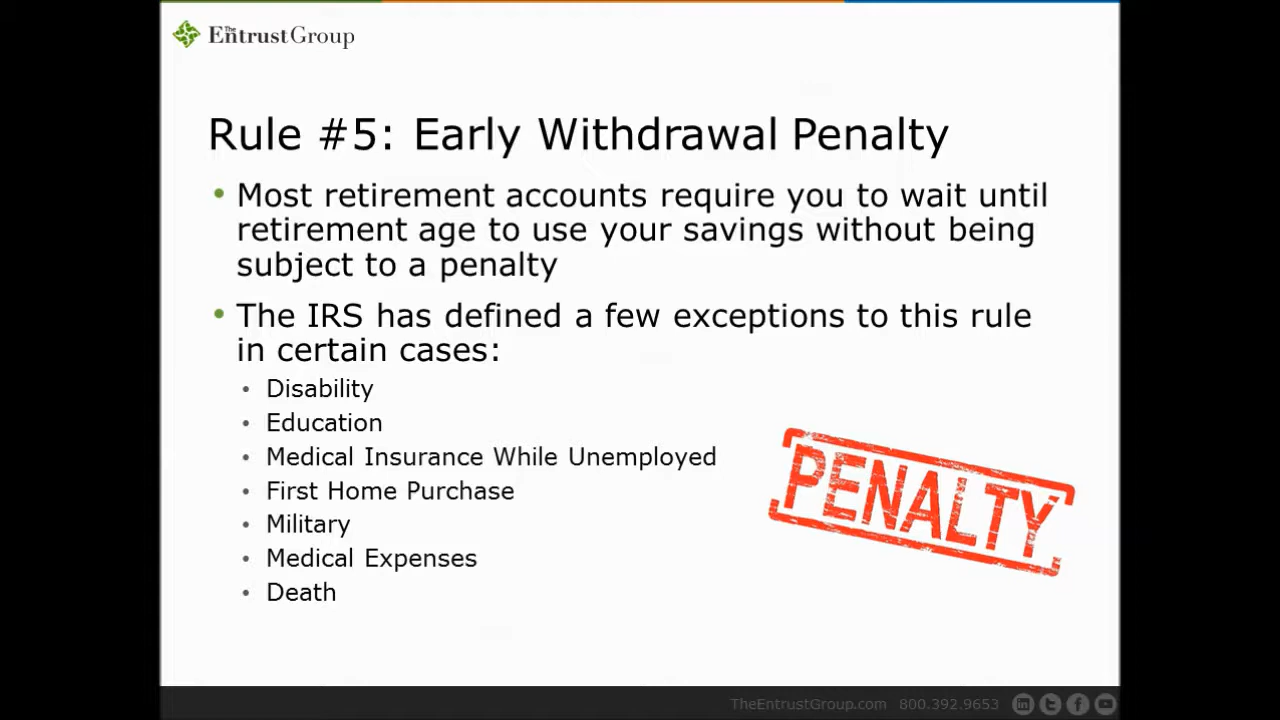 The EntrustGroup
Rule #5: Early Withdrawal Penalty
• Most retirement accounts require you to wait until
retirement age to use your savings without being
subject to a penalty
• The IRS has defined a few exceptions to this rule
in certain cases:
• Disability
• Education
• Medical Insurance While Unemployed
• First Home Purchase
• Military
• Medical Expenses
• Death
PENALTY
TheEntrustGroup.com 800.392.9653